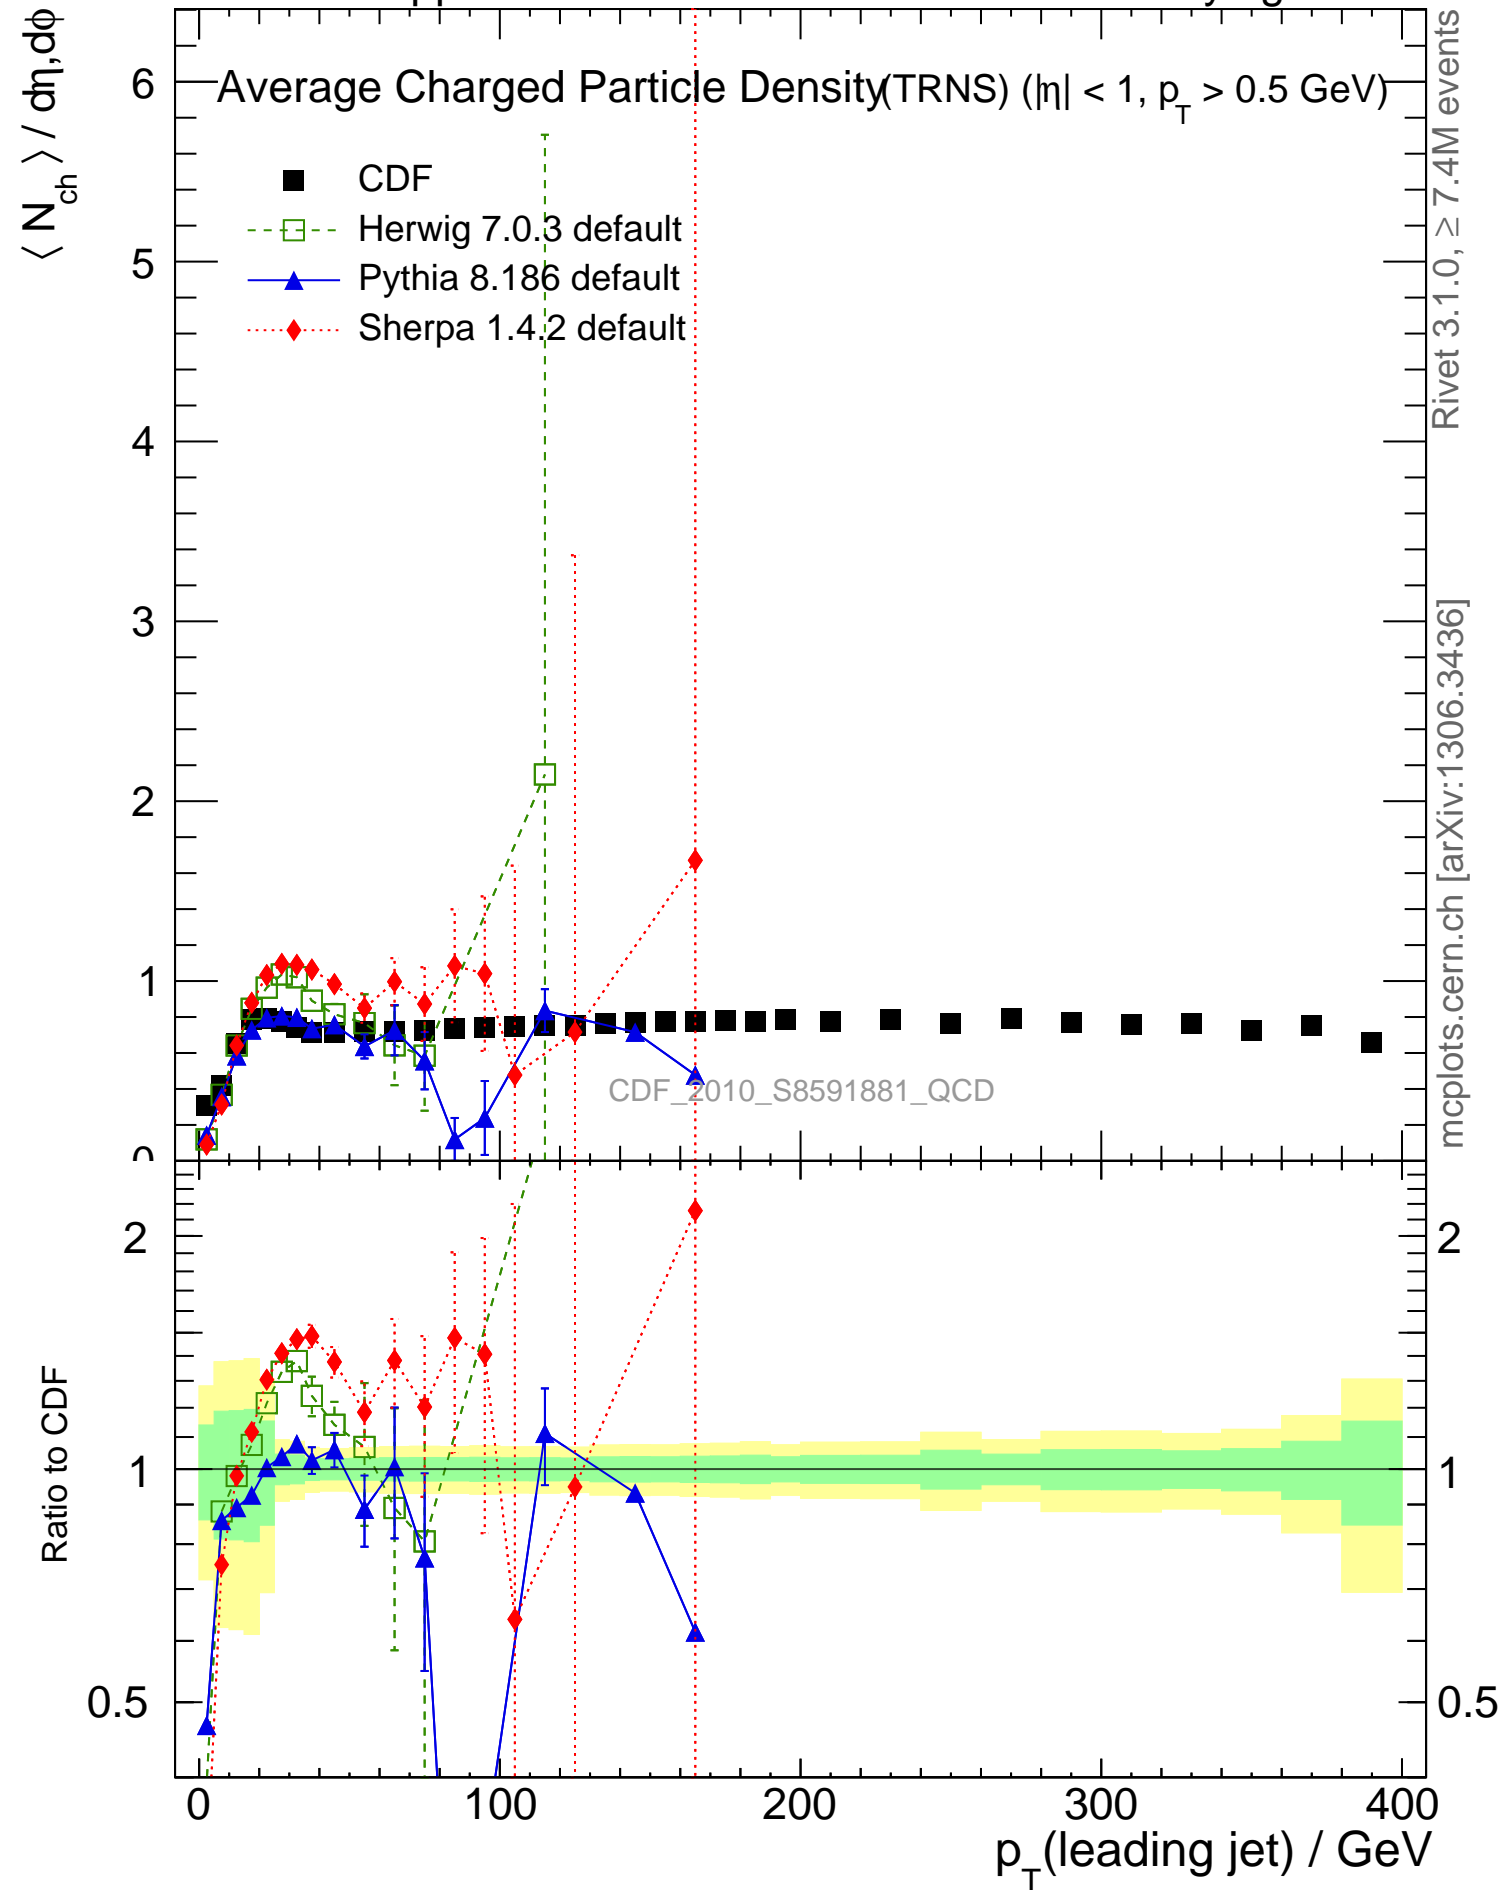 ⟨ N_ch ⟩ / dη,dφ
Average Charged Particle Density (TRNS) (|η| < 1, p_T > 0.5 GeV)
CDF
Herwig 7.0.3 default
Pythia 8.186 default
Sherpa 1.4.2 default
6
5
4
3
2
1
0
CDF_2010_S8591881_QCD
Rivet 3.1.0, ≥ 7.4M events
mcplots.cern.ch [arXiv:1306.3436]
Ratio to CDF
2
1
0.5
2
1
0.5
0 100 200 300 400
p_T(leading jet) / GeV